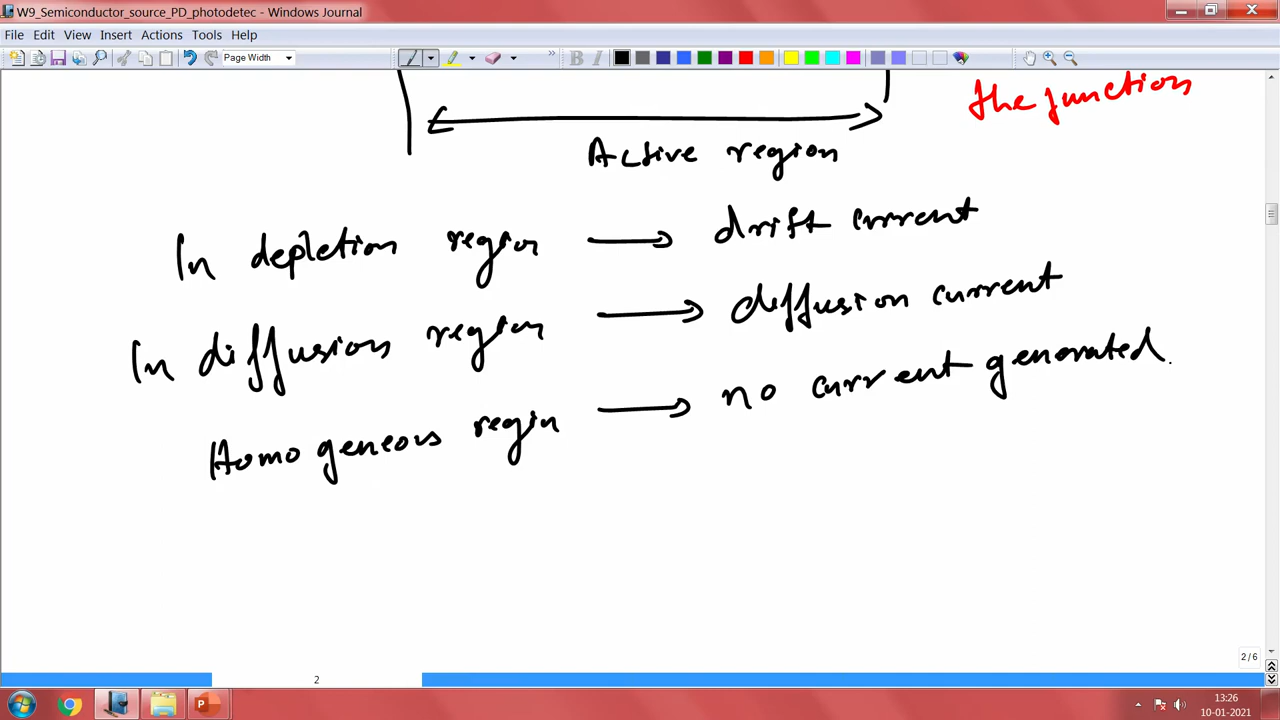 W9_Semiconductor_source_PD_photodetec - Windows Journal
File Edit View Insert Actions Tools Help
Page Width
the junction
Active region
In depletion region → drift current
In diffusion region → diffusion current
Homogeneous regin → no current generated.
2/6
2
13:26
10-01-2021